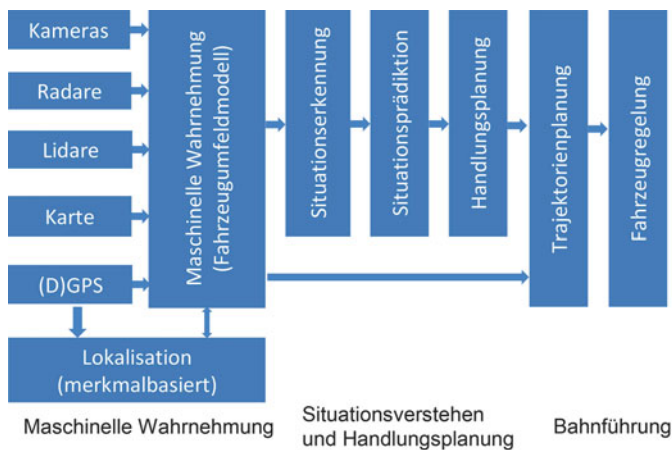 Kameras
Radare
Lidare
Karte
(D)GPS
Lokalisation
(merkmalbasiert)
Maschinelle Wahrnehmung
(Fahrzeugumfeldmodell)
Situationserkennung
Situationsprädiktion
Handlungsplanung
Trajektorienplanung
Fahrzeugregelung
Maschinelle Wahrnehmung
Situationsverstehen
und Handlungsplanung
Bahnführung